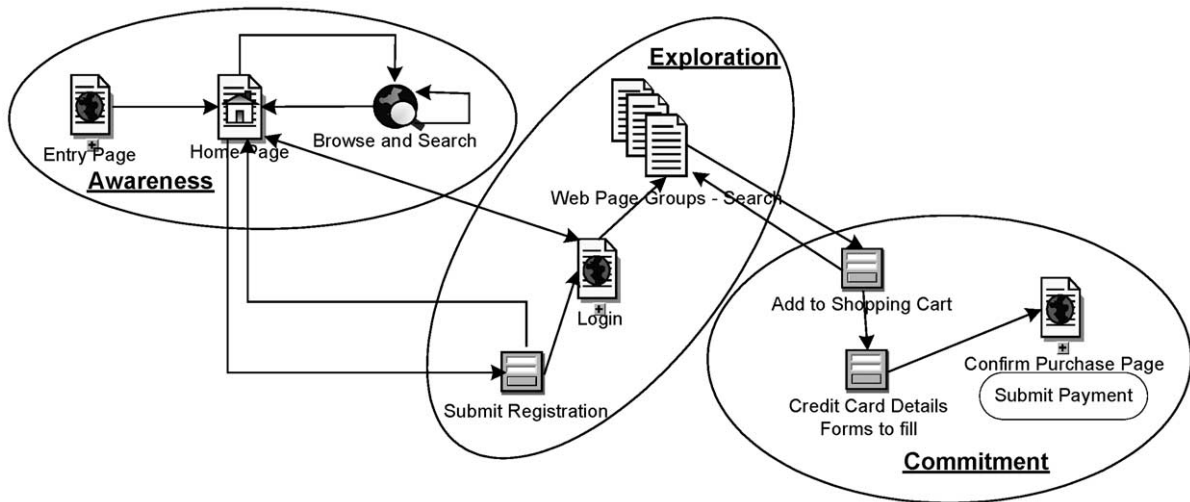 Exploration
Entry Page
Home Page
Browse and Search
Awareness
Web Page Groups - Search
Login
Submit Registration
Add to Shopping Cart
Confirm Purchase Page
Submit Payment
Credit Card Details
Forms to fill
Commitment